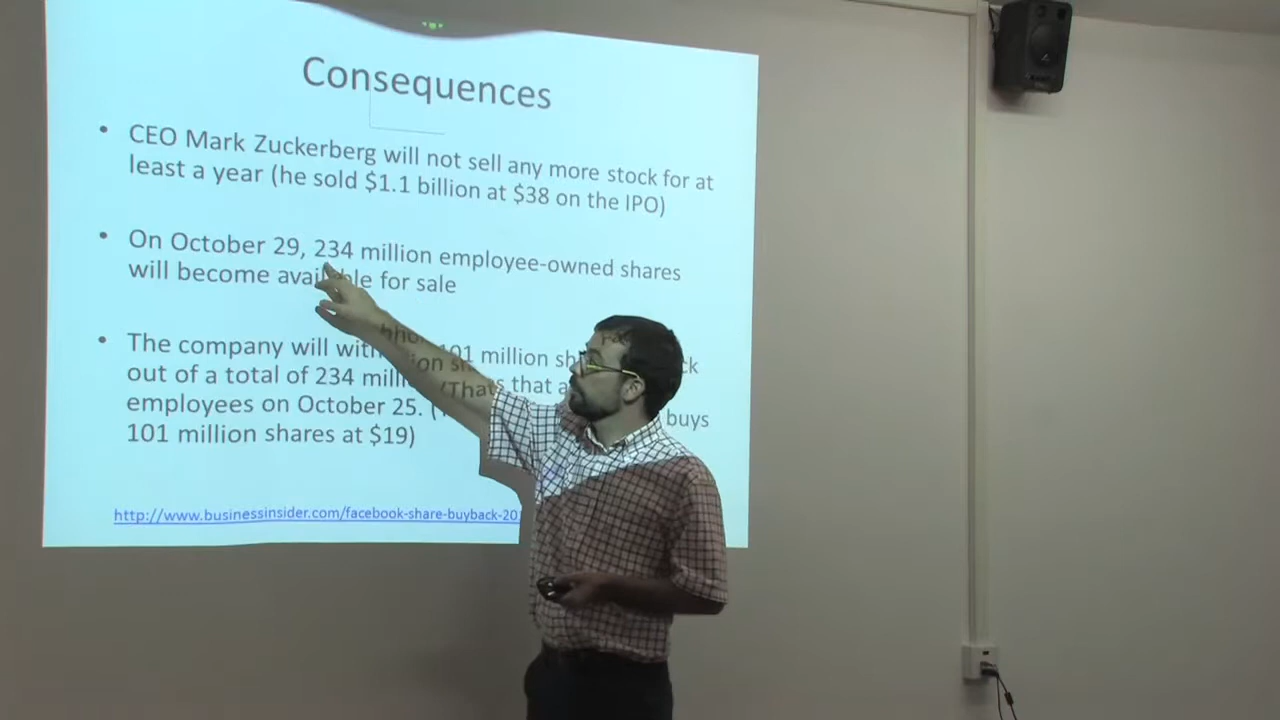 Consequences
• CEO Mark Zuckerberg will not sell any more stock for at
least a year (he sold $1.1 billion at $38 on the IPO)
• On October 29, 234 million employee-owned shares
will become available for sale
• The company will 101 million
out of a total of 234 that
employees on October 25. ( buys
101 million shares at $19)
http://www.businessinsider.com/facebook-share-buyback-20